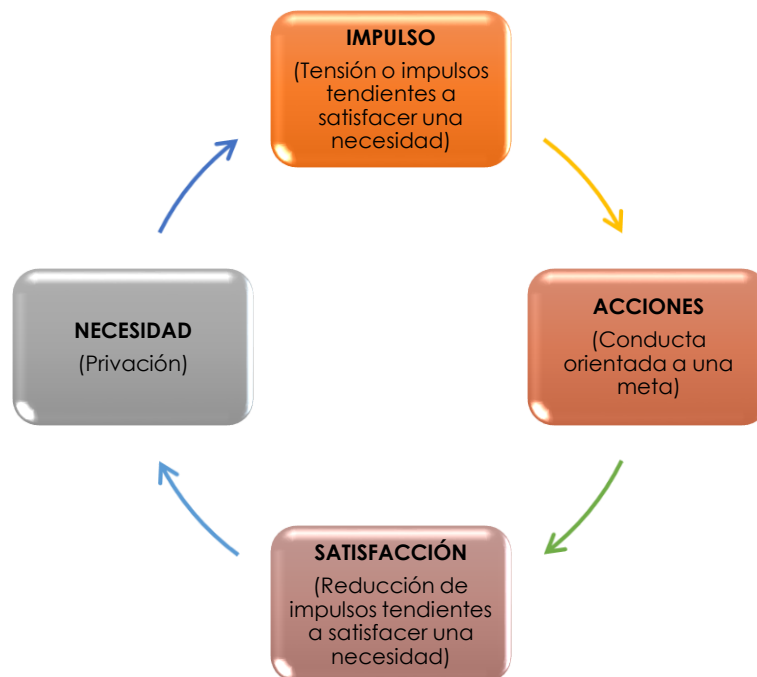 IMPULSO
(Tensión o impulsos
tendientes a
satisfacer una
necesidad)
ACCIONES
(Conducta
orientada a una
meta)
SATISFACCIÓN
(Reducción de
impulsos tendientes
a satisfacer una
necesidad)
NECESIDAD
(Privación)